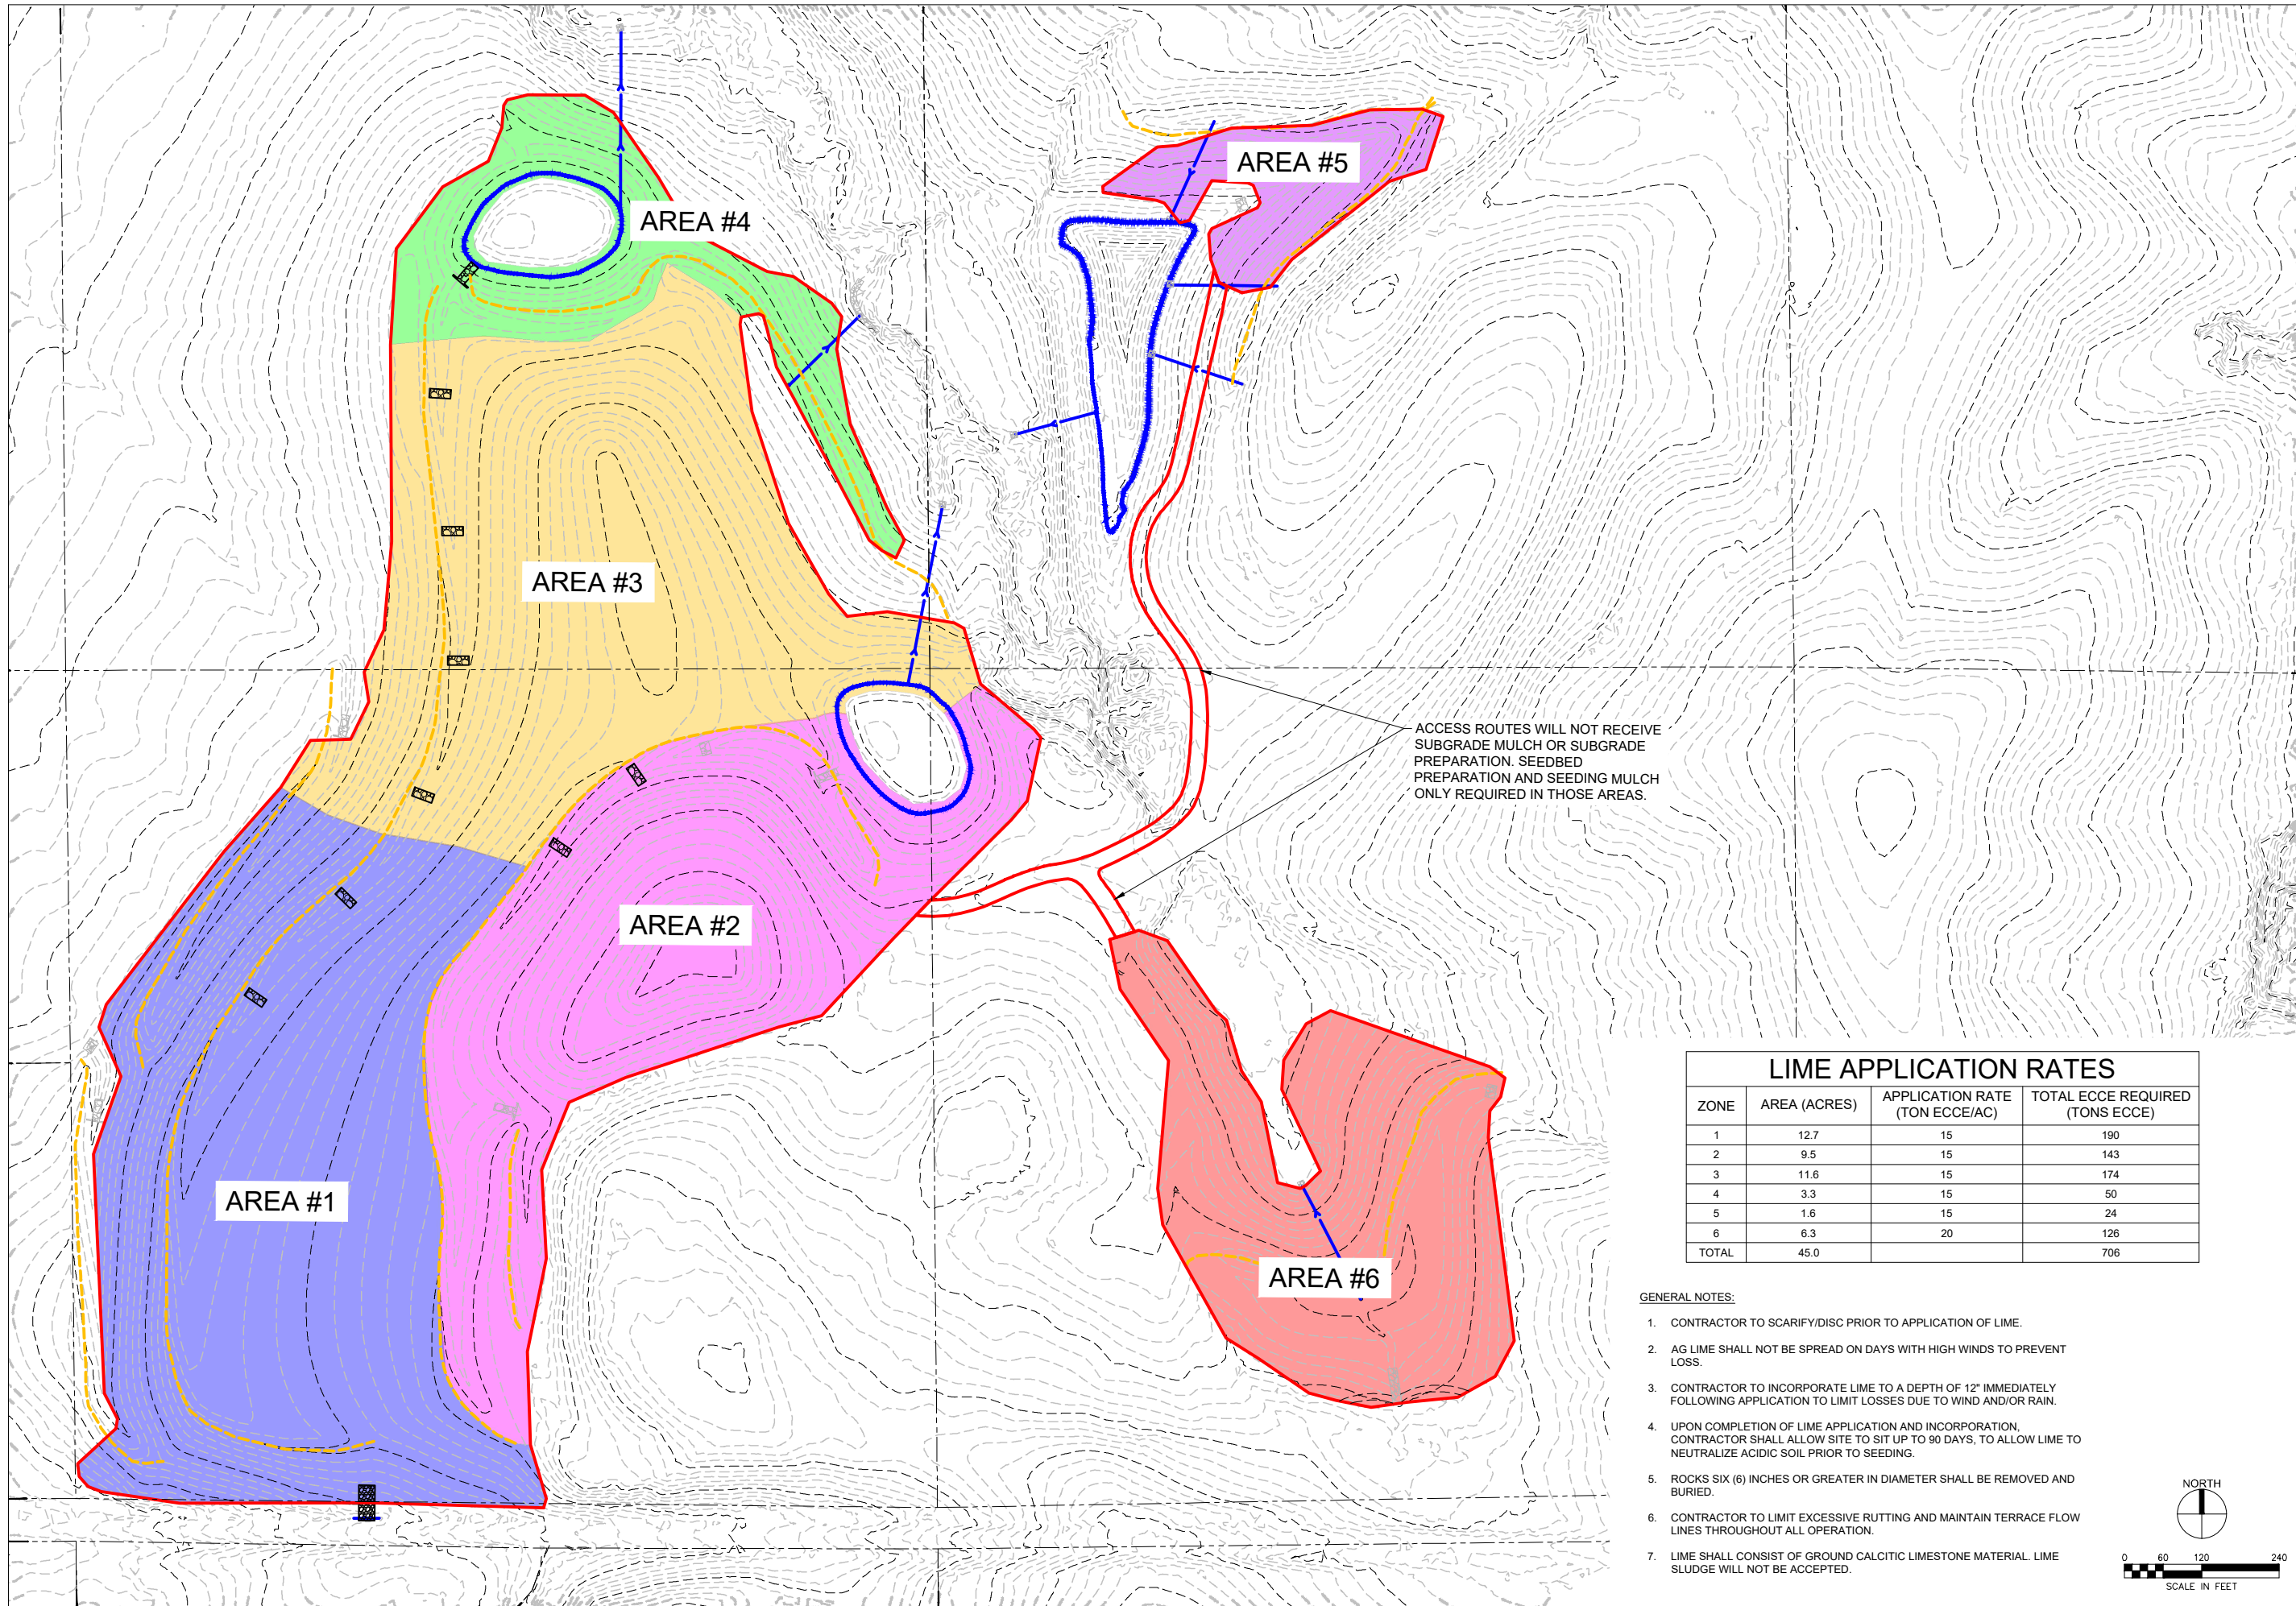 AREA #5
AREA #4
AREA #3
ACCESS ROUTES WILL NOT RECEIVE
SUBGRADE MULCH OR SUBGRADE
PREPARATION. SEEDBED
PREPARATION AND SEEDING MULCH
ONLY REQUIRED IN THOSE AREAS.
AREA #2
AREA #1
AREA #6
LIME APPLICATION RATES
ZONE AREA (ACRES) APPLICATION RATE (TON ECCE/AC) TOTAL ECCE REQUIRED (TONS ECCE)
1 12.7 15 190
2 9.5 15 143
3 11.6 15 174
4 3.3 15 50
5 1.6 15 24
6 6.3 20 126
TOTAL 45.0 706
GENERAL NOTES:
1. CONTRACTOR TO SCARIFY/DISC PRIOR TO APPLICATION OF LIME.
2. AG LIME SHALL NOT BE SPREAD ON DAYS WITH HIGH WINDS TO PREVENT
LOSS.
3. CONTRACTOR TO INCORPORATE LIME TO A DEPTH OF 12" IMMEDIATELY
FOLLOWING APPLICATION TO LIMIT LOSSES DUE TO WIND AND/OR RAIN.
4. UPON COMPLETION OF LIME APPLICATION AND INCORPORATION,
CONTRACTOR SHALL ALLOW SITE TO SIT UP TO 90 DAYS, TO ALLOW LIME TO
NEUTRALIZE ACIDIC SOIL PRIOR TO SEEDING.
5. ROCKS SIX (6) INCHES OR GREATER IN DIAMETER SHALL BE REMOVED AND
BURIED.
6. CONTRACTOR TO LIMIT EXCESSIVE RUTTING AND MAINTAIN TERRACE FLOW
LINES THROUGHOUT ALL OPERATION.
7. LIME SHALL CONSIST OF GROUND CALCITIC LIMESTONE MATERIAL. LIME
SLUDGE WILL NOT BE ACCEPTED.
NORTH
0 60 120 240
SCALE IN FEET